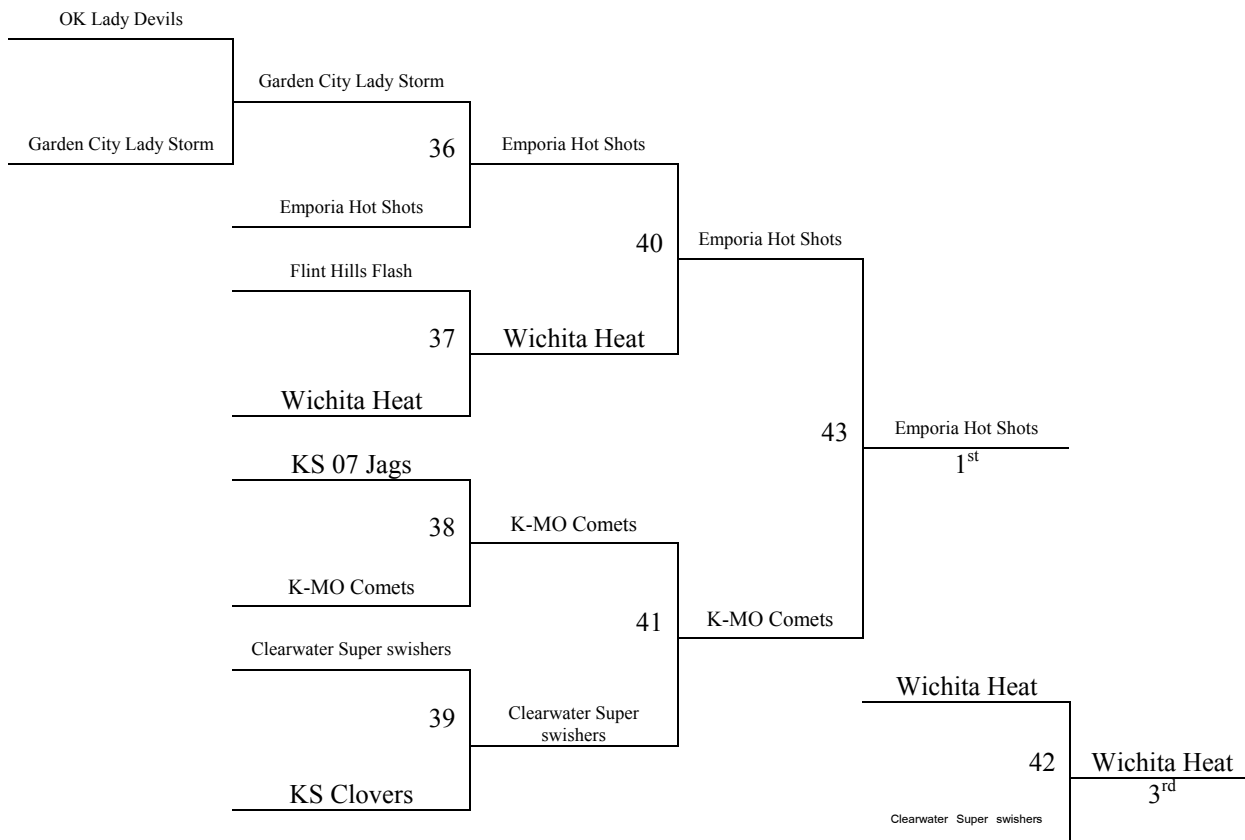 OK Lady Devils
Garden City Lady Storm
Garden City Lady Storm
36
Emporia Hot Shots
Emporia Hot Shots
40
Emporia Hot Shots
Flint Hills Flash
37
Wichita Heat
Wichita Heat
43
Emporia Hot Shots
1st
KS 07 Jags
38
K-MO Comets
K-MO Comets
41
K-MO Comets
Clearwater Super swishers
39
Clearwater Super
swishers
KS Clovers
Wichita Heat
42
Wichita Heat
3rd
Clearwater Super swishers